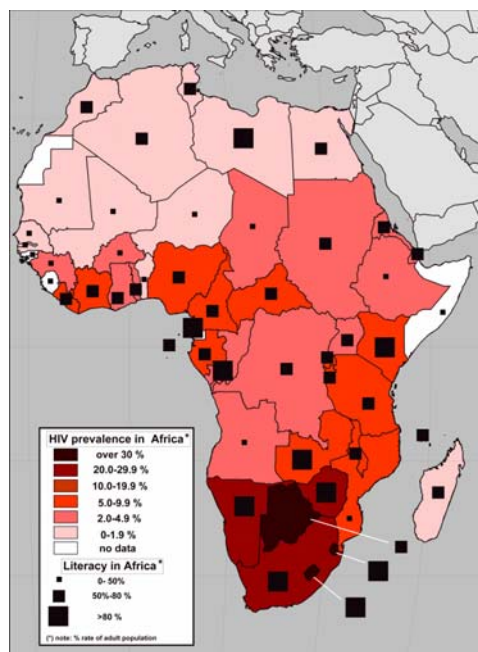 HIV prevalence in Africa*
over 30 %
20.0-29.9 %
10.0-19.9 %
5.0-9.9 %
2.0-4.9 %
0-1.9 %
no data
Literacy in Africa*
0- 50%
50%-80 %
>80 %
(*) note: % rate of adult population